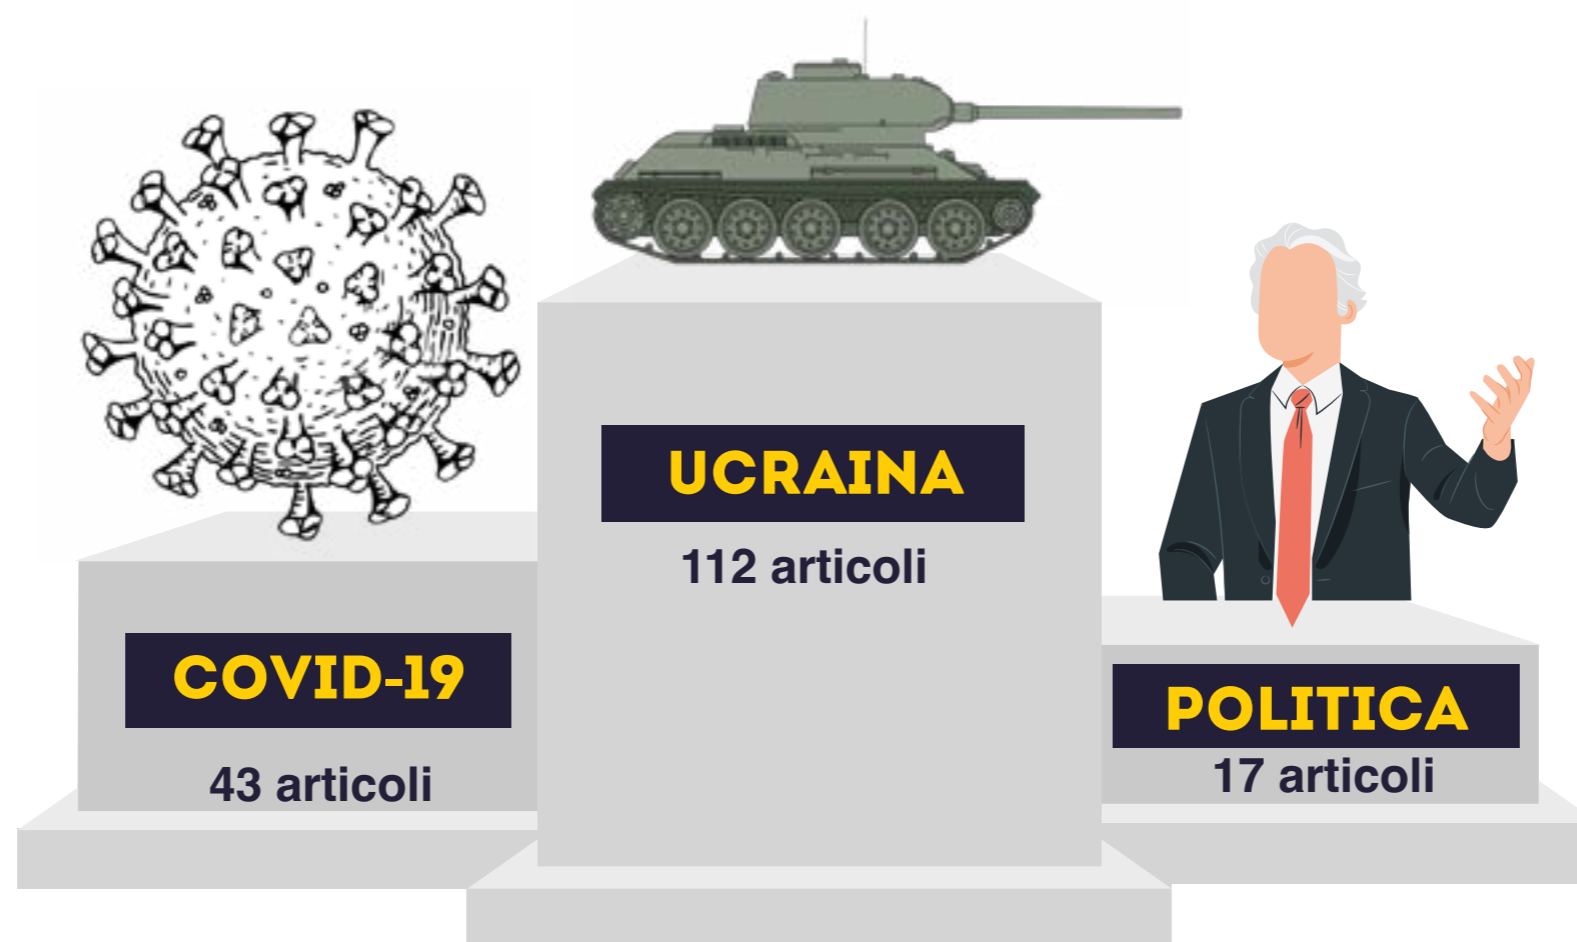 UCRAINA
112 articoli
COVID-19
43 articoli
POLITICA
17 articoli